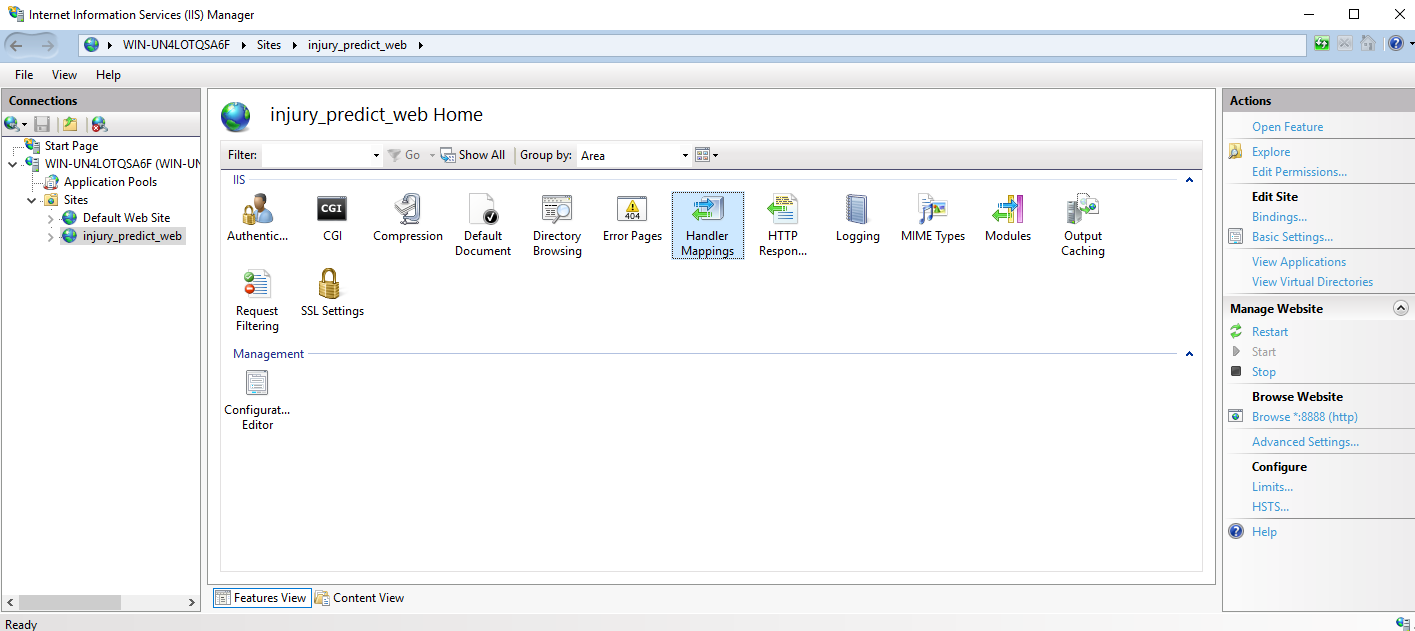 Internet Information Services (IIS) Manager
WIN-UN4LOTQSA6F Sites injury_predict_web
File View Help
Connections
Start Page
WIN-UN4LOTQSA6F (WIN-UN
Application Pools
Sites
Default Web Site
injury_predict_web
injury_predict_web Home
Filter: Go Show All Group by: Area
IIS
Authentic...
CGI
CGI
Compression
Default
Document
Directory
Browsing
404
Error Pages
Handler
Mappings
HTTP
Respon...
Logging
MIME Types
Modules
Output
Caching
Request
Filtering
SSL Settings
Management
Configurat...
Editor
Features View
Content View
Actions
Open Feature
Explore
Edit Permissions...
Edit Site
Bindings...
Basic Settings...
View Applications
View Virtual Directories
Manage Website
Restart
Start
Stop
Browse Website
Browse *:8888 (http)
Advanced Settings...
Configure
Limits...
HSTS...
Help
Ready